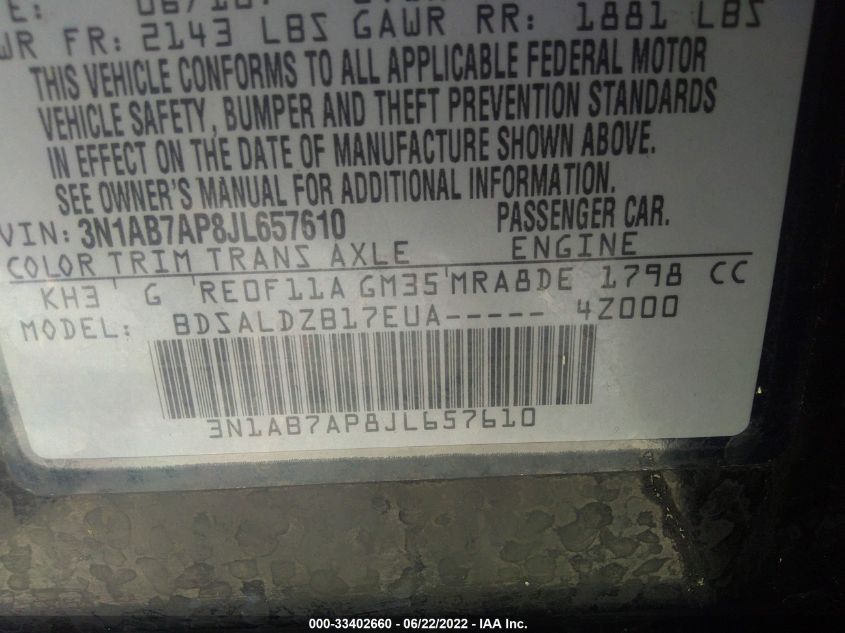 WR FR: 2143 LBS GAWR RR: 1881 LBS
THIS VEHICLE CONFORMS TO ALL APPLICABLE FEDERAL MOTOR
VEHICLE SAFETY, BUMPER AND THEFT PREVENTION STANDARDS
IN EFFECT ON THE DATE OF MANUFACTURE SHOWN ABOVE.
SEE OWNER'S MANUAL FOR ADDITIONAL INFORMATION.
VIN: 3N1AB7AP8JL657610 PASSENGER CAR.
COLOR TRIM TRANS AXLE ENGINE
KH3 G RE0F11A GM35 MRA8DE 1798 CC
MODEL: BDSALDZB17EUA----- 4Z000
3N1AB7AP8JL657610
000-33402660 - 06/22/2022 - IAA Inc.